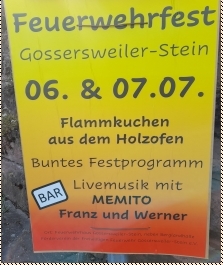 Feuerwehrfest
Gossersweiler-Stein
06. & 07.07.
Flammkuchen
aus dem Holzofen
Buntes Festprogramm
BAR
Livemusik mit
MEMITO
Franz und Werner